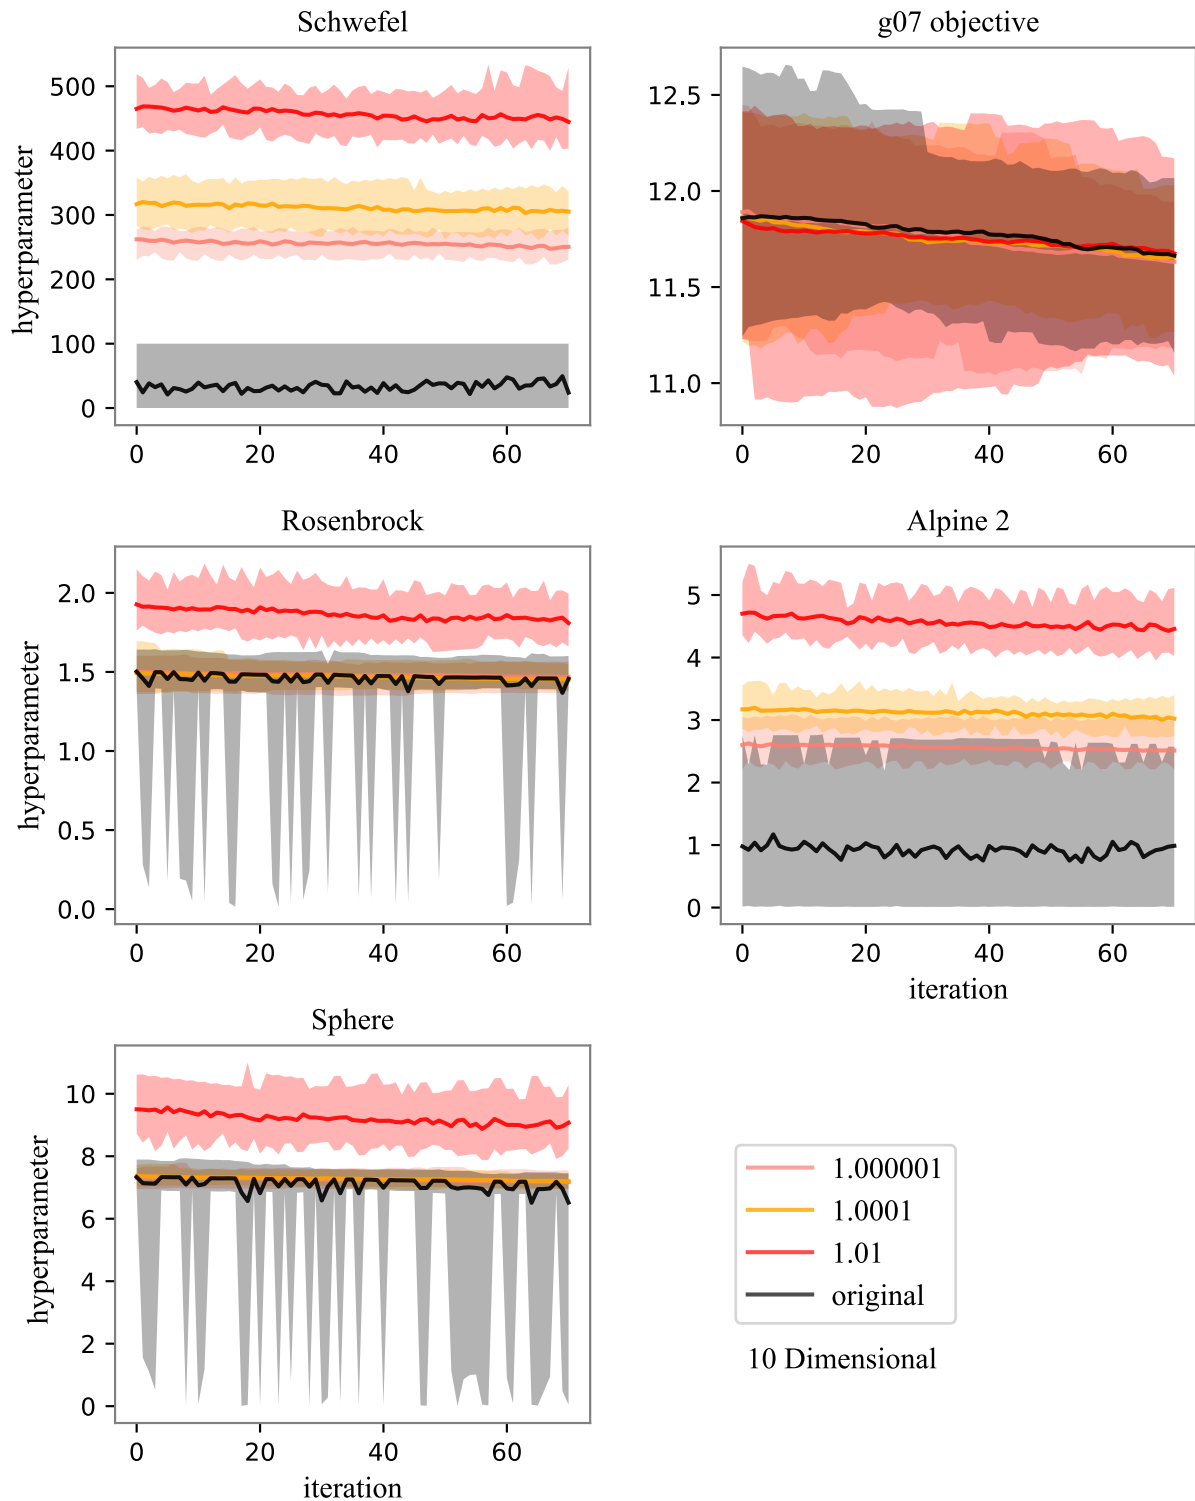 Schwefel
500
400
300
200
100
0
hyperparameter
0 20 40 60
g07 objective
12.5
12.0
11.5
11.0
0 20 40 60
Rosenbrock
2.0
1.5
1.0
0.5
0.0
hyperparameter
0 20 40 60
Alpine 2
5
4
3
2
1
0
0 20 40 60
iteration
Sphere
10
8
6
4
2
0
hyperparameter
0 20 40 60
iteration
1.000001
1.0001
1.01
original
10 Dimensional